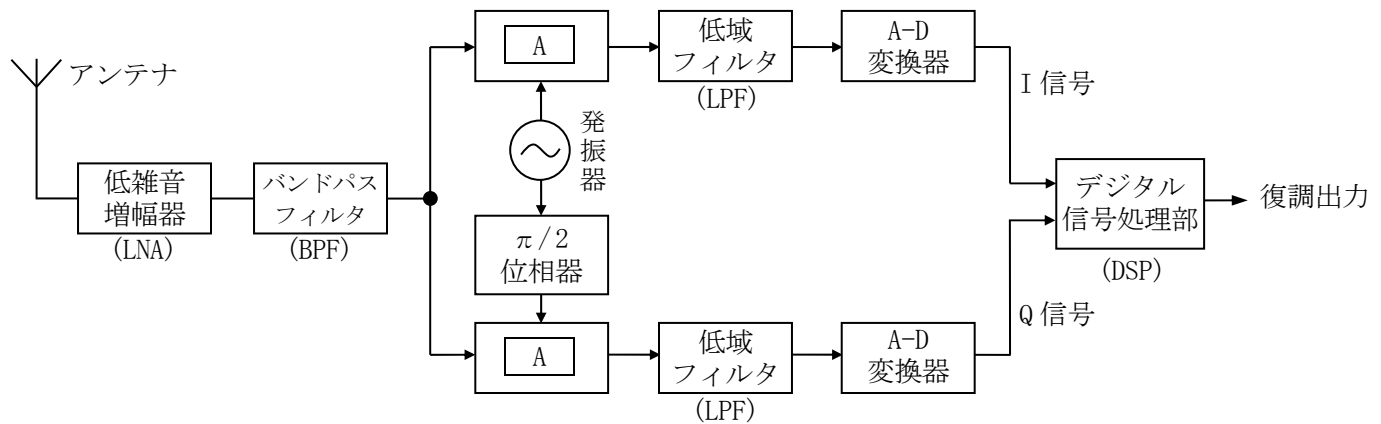 アンテナ
低雑音
増幅器
(LNA)
バンドパス
フィルタ
(BPF)
A
発振器
π/2
位相器
A
低域
フィルタ
(LPF)
A-D
変換器
I 信号
低域
フィルタ
(LPF)
A-D
変換器
Q 信号
デジタル
信号処理部
(DSP)
復調出力